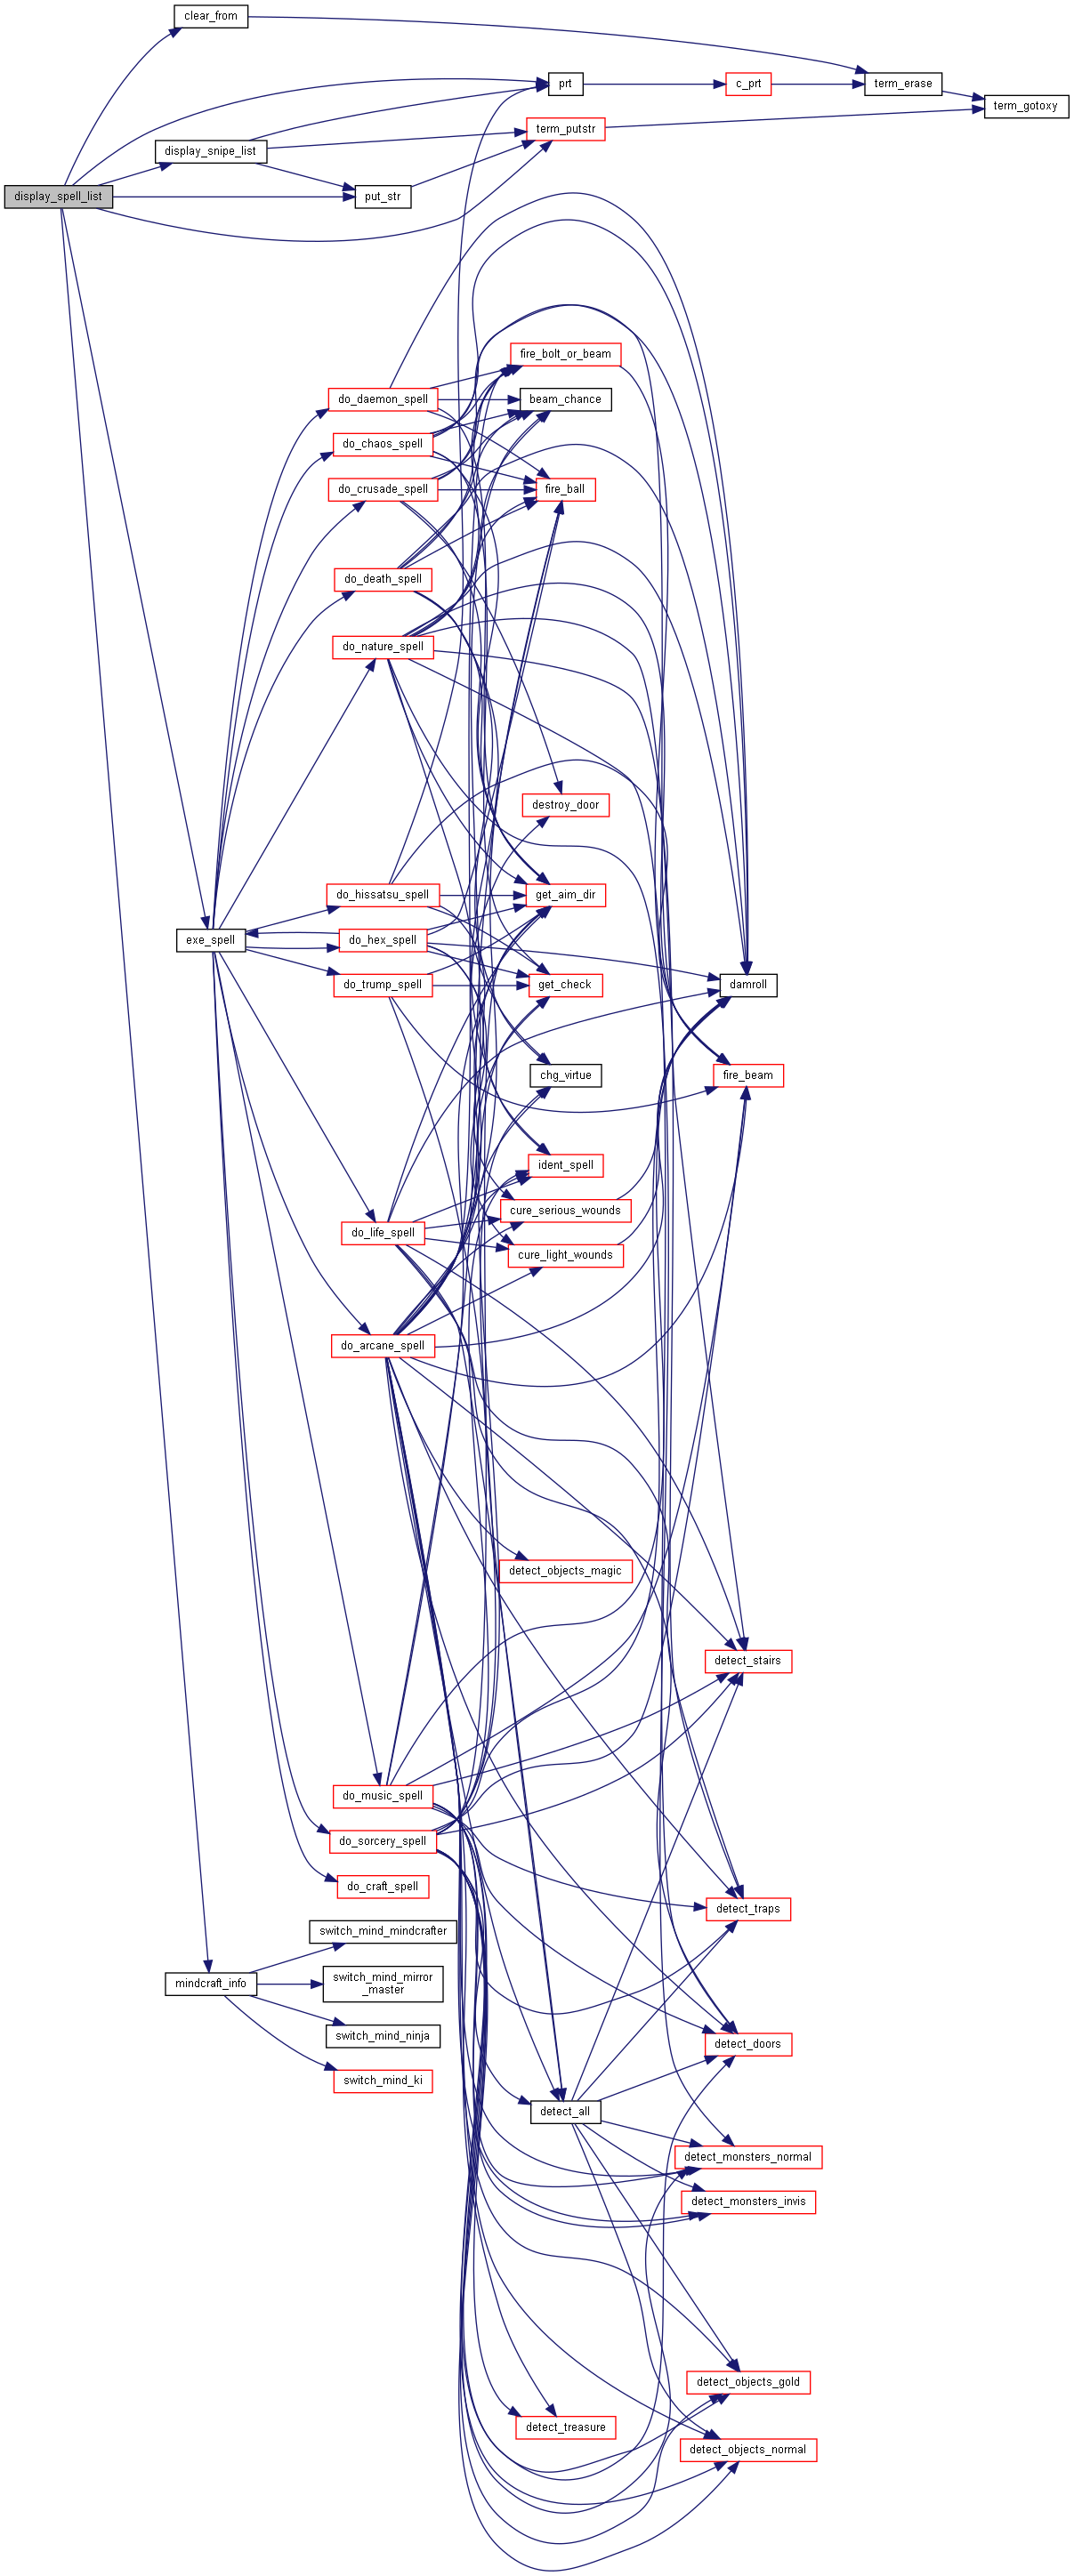 clear_from
prt
c_prt
term_erase
term_gotoxy
term_putstr
display_snipe_list
display_spell_list
put_str
fire_bolt_or_beam
do_daemon_spell
beam_chance
do_chaos_spell
do_crusade_spell
fire_ball
do_death_spell
do_nature_spell
destroy_door
do_hissatsu_spell
get_aim_dir
exe_spell
do_hex_spell
do_trump_spell
get_check
damroll
chg_virtue
fire_beam
ident_spell
cure_serious_wounds
do_life_spell
cure_light_wounds
do_arcane_spell
detect_objects_magic
detect_stairs
do_music_spell
do_sorcery_spell
do_craft_spell
detect_traps
switch_mind_mindcrafter
mindcraft_info
switch_mind_mirror
_master
switch_mind_ninja
detect_doors
switch_mind_ki
detect_all
detect_monsters_normal
detect_monsters_invis
detect_objects_gold
detect_treasure
detect_objects_normal